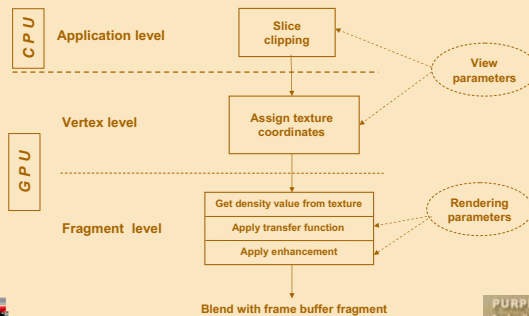 CPU
Application level
Slice
clipping
View
parameters
Vertex level
Assign texture
coordinates
GPU
Get density value from texture
Fragment level
Apply transfer function
Apply enhancement
Rendering
parameters
Blend with frame buffer fragment